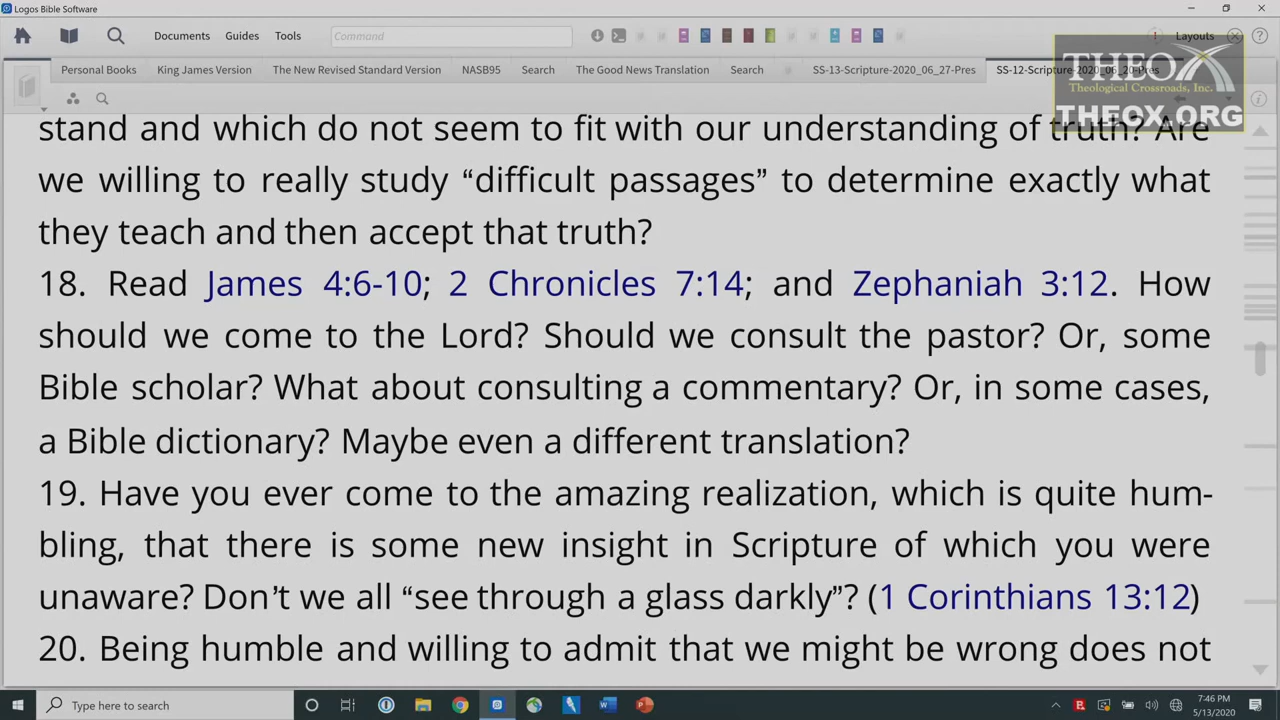 Logos Bible Software
Documents Guides Tools Command 1 Layouts
Personal Books King James Version The New Revised NASB95 Search The Good News Translation Search SS-13-Scripture-2020_06_27-Pres SS-12-Scripture-2020_06_20-Pres
THEOX
Theological Crossroads, Inc.
THEOX.ORG
stand and which do not seem to fit with our understanding of truth? Are
we willing to really study “difficult passages” to determine exactly what
they teach and then accept that truth?
18. Read James 4:6-10; 2 Chronicles 7:14; and Zephaniah 3:12. How
should we come to the Lord? Should we consult the pastor? Or, some
Bible scholar? What about consulting a commentary? Or, in some cases,
a Bible dictionary? Maybe even a different translation?
19. Have you ever come to the amazing realization, which is quite hum-
bling, that there is some new insight in Scripture of which you were
unaware? Don’t we all “see through a glass darkly”? (1 Corinthians 13:12)
20. Being humble and willing to admit that we might be wrong does not
Type here to search
7:46 PM
5/13/2020